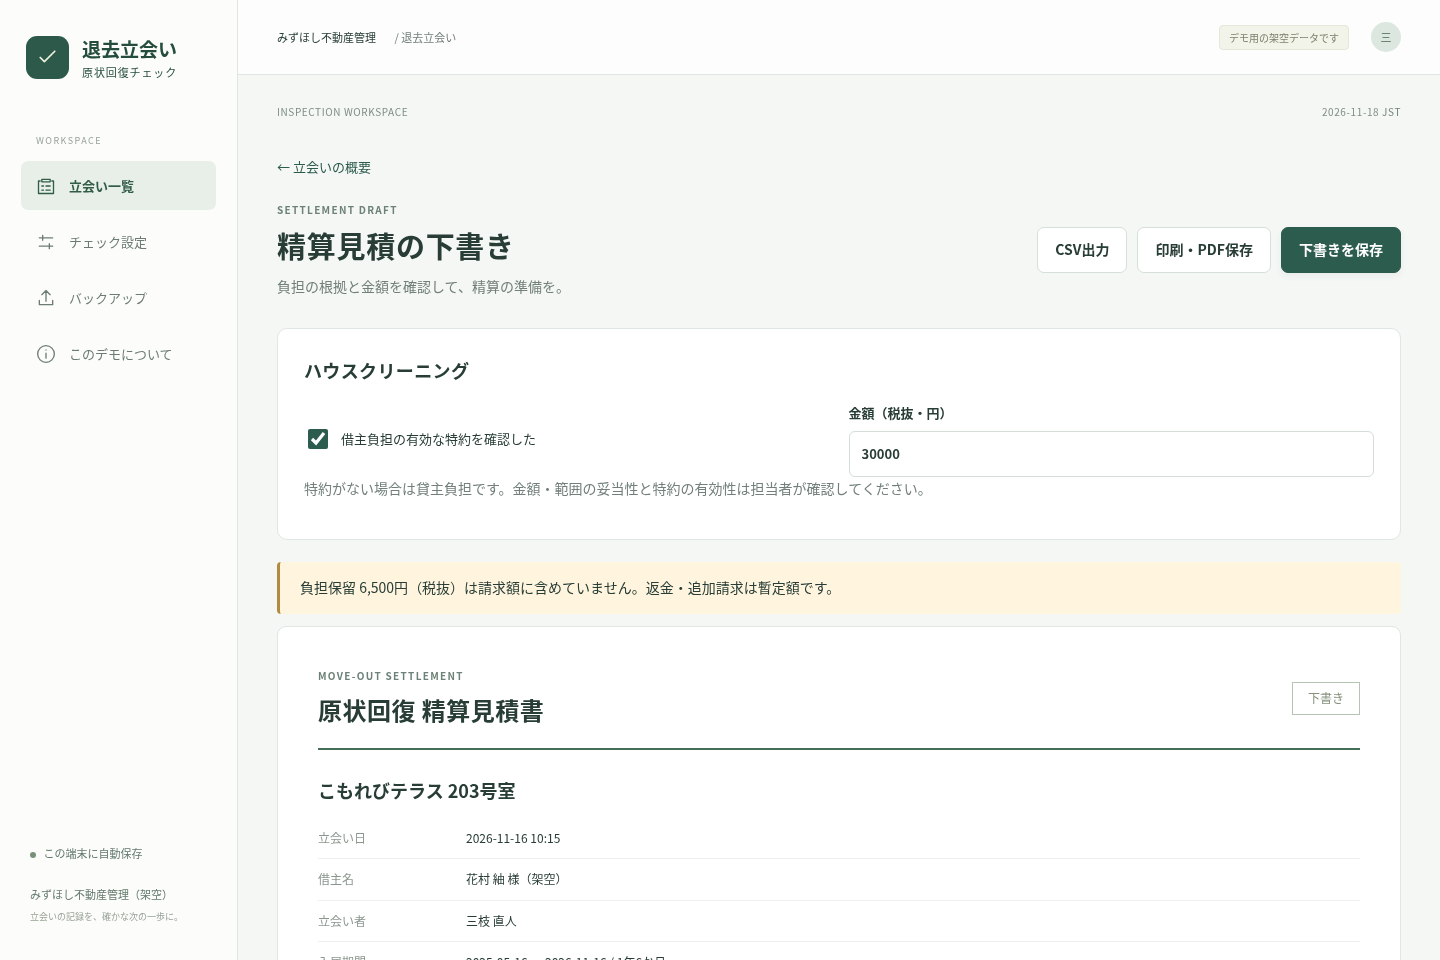 退去立会い
原状回復チェック
WORKSPACE
立会い一覧
チェック設定
バックアップ
このデモについて
この端末に自動保存
みずほし不動産管理（架空）
立会いの記録を、確かな次の一歩に。
みずほし不動産管理 / 退去立会い
デモ用の架空データです
三
INSPECTION WORKSPACE
2026-11-18 JST
← 立会いの概要
SETTLEMENT DRAFT
精算見積の下書き
負担の根拠と金額を確認して、精算の準備を。
CSV出力
印刷・PDF保存
下書きを保存
ハウスクリーニング
借主負担の有効な特約を確認した
金額（税抜・円）
30000
特約がない場合は貸主負担です。金額・範囲の妥当性と特約の有効性は担当者が確認してください。
負担保留 6,500円（税抜）は請求額に含めていません。返金・追加請求は暫定額です。
MOVE-OUT SETTLEMENT
原状回復 精算見積書
下書き
こもれびテラス 203号室
立会い日 2026-11-16 10:15
借主名 花村 紬 様（架空）
立会い者 三枝 直人